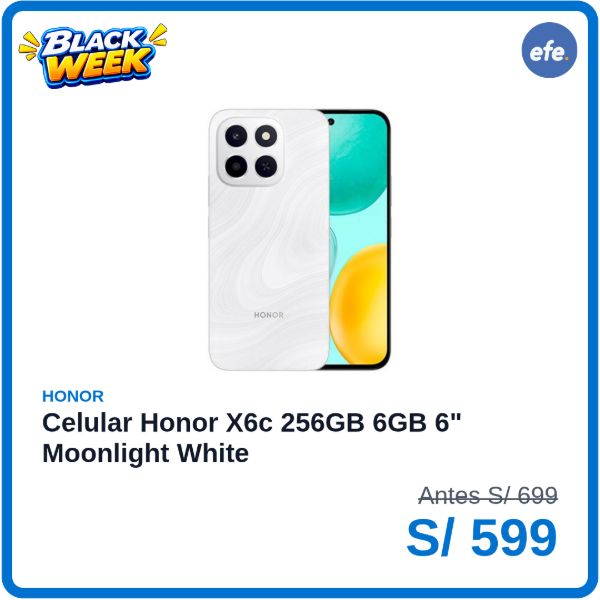 BLACK
WEEK
efe.
HONOR
HONOR
Celular Honor X6c 256GB 6GB 6"
Moonlight White
Antes S/ 699
S/ 599